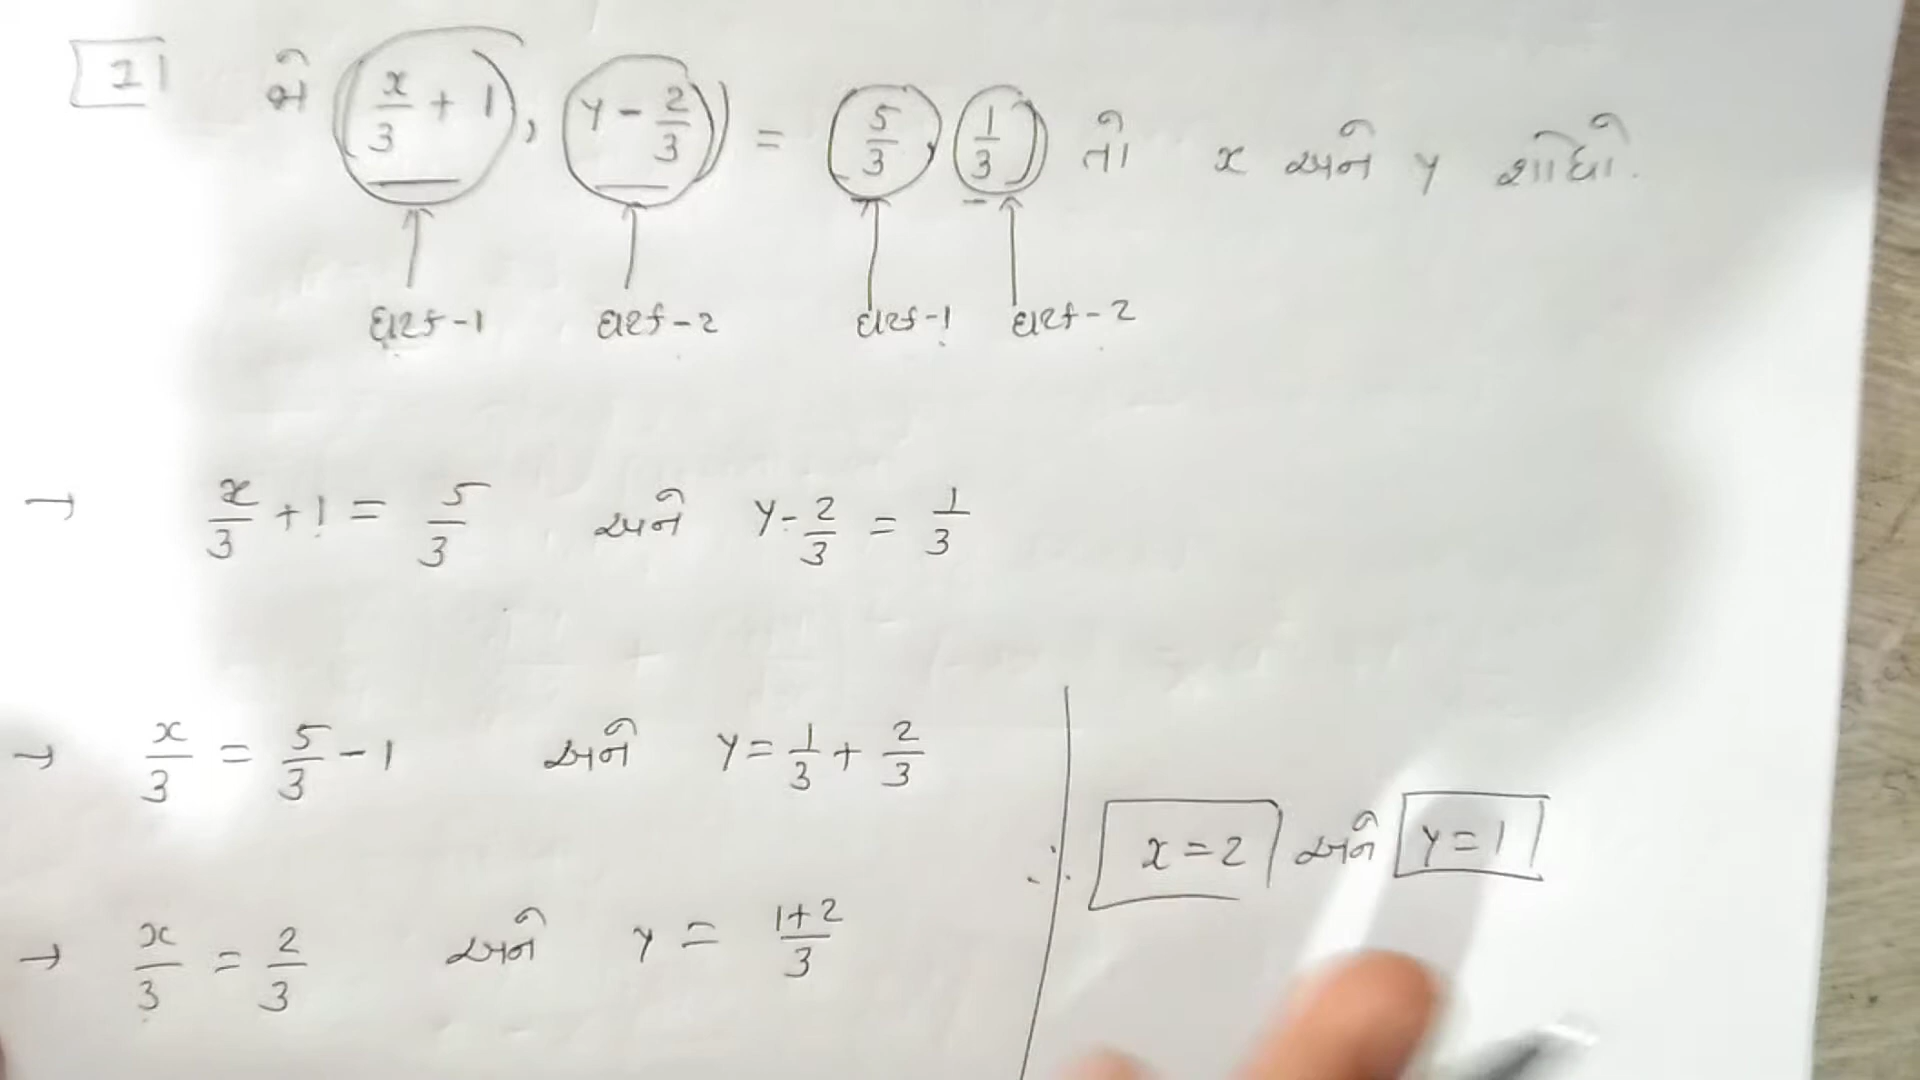 1) જો (x/3 + 1, y - 2/3) = (5/3, 1/3) તો x અને y શોધો.
ઘટક-1 ઘટક-2 ઘટક-1 ઘટક-2
→ x/3 + 1 = 5/3 અને y - 2/3 = 1/3
→ x/3 = 5/3 - 1 અને y = 1/3 + 2/3
→ x/3 = 2/3 અને y = (1+2)/3
∴ x = 2 અને y = 1